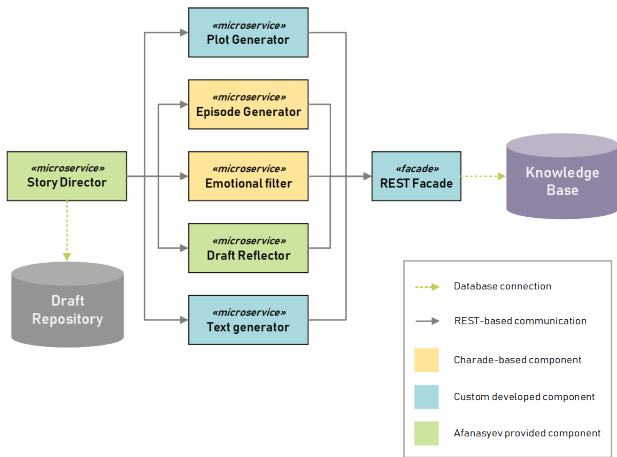 «microservice»
Plot Generator
«microservice»
Episode Generator
«microservice»
Story Director
«microservice»
Emotional filter
«facade»
REST Facade
Knowledge
Base
«microservice»
Draft Reflector
Draft
Repository
«microservice»
Text generator
Database connection
REST-based communication
Charade-based component
Custom developed component
Afanasyev provided component